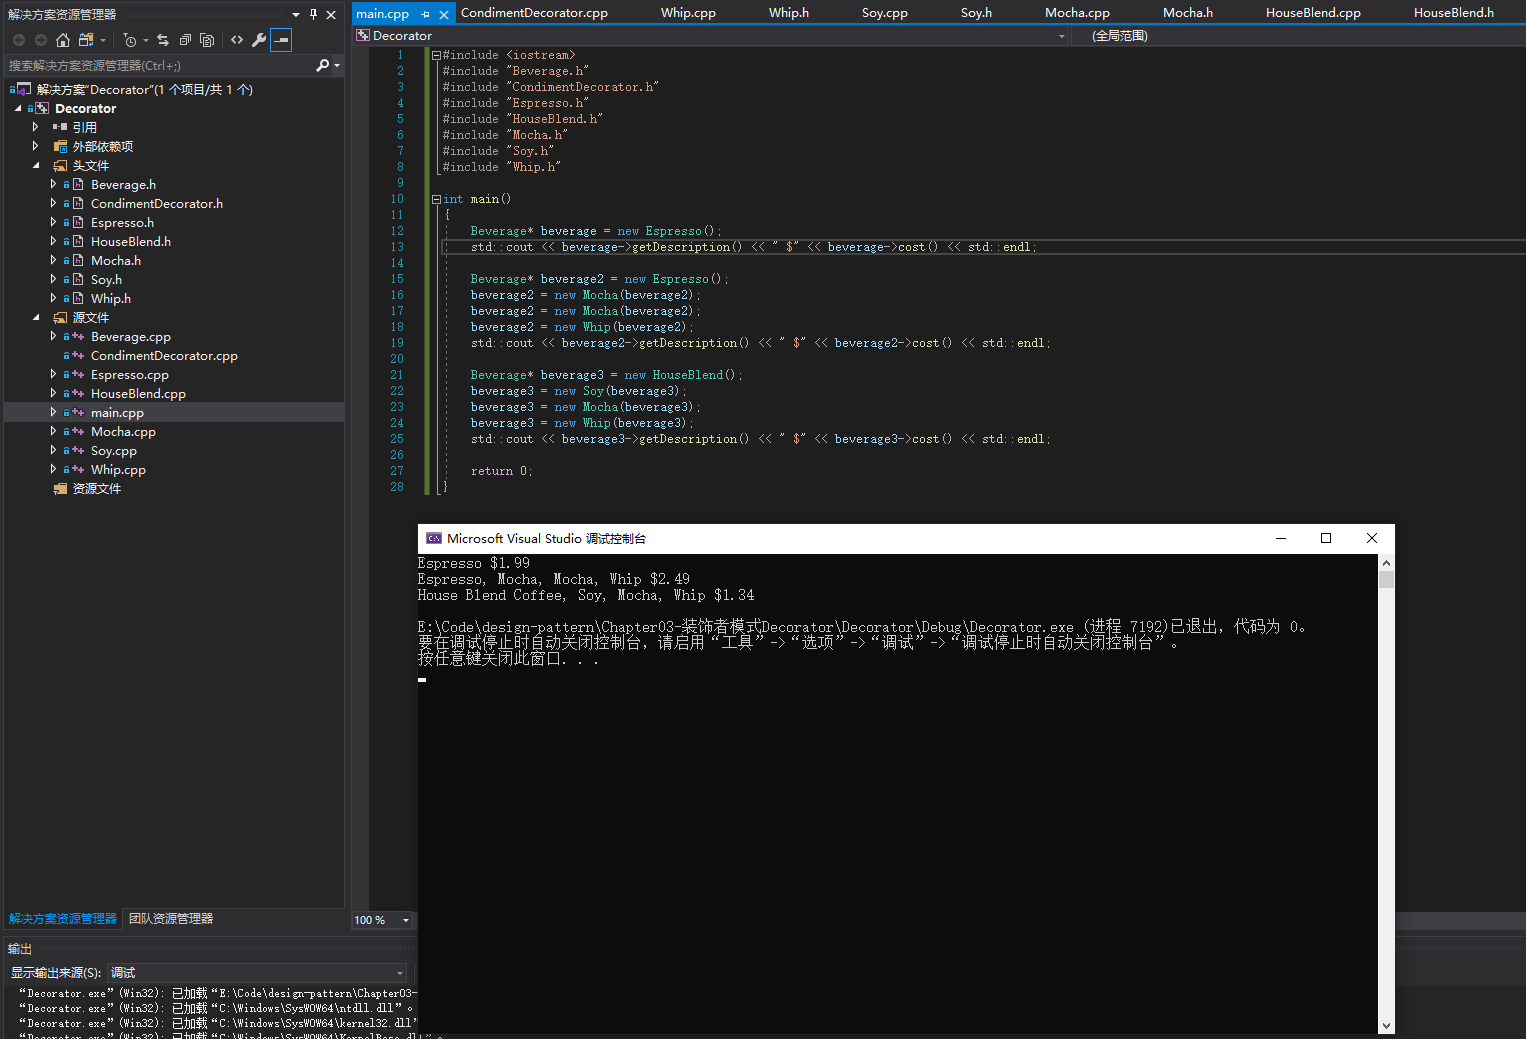 解决方案资源管理器
搜索解决方案资源管理器(Ctrl+;)
解决方案"Decorator"(1 个项目/共 1 个)
Decorator
引用
外部依赖项
头文件
Beverage.h
CondimentDecorator.h
Espresso.h
HouseBlend.h
Mocha.h
Soy.h
Whip.h
源文件
Beverage.cpp
CondimentDecorator.cpp
Espresso.cpp
HouseBlend.cpp
main.cpp
Mocha.cpp
Soy.cpp
Whip.cpp
资源文件
解决方案资源管理器 团队资源管理器
main.cpp CondimentDecorator.cpp Whip.cpp Whip.h Soy.cpp Soy.h Mocha.cpp Mocha.h HouseBlend.cpp HouseBlend.h
Decorator (全局范围)
1 #include <iostream>
2 #include "Beverage.h"
3 #include "CondimentDecorator.h"
4 #include "Espresso.h"
5 #include "HouseBlend.h"
6 #include "Mocha.h"
7 #include "Soy.h"
8 #include "Whip.h"
9
10 int main()
11 {
12 Beverage* beverage = new Espresso();
13 std::cout << beverage->getDescription() << " $" << beverage->cost() << std::endl;
14
15 Beverage* beverage2 = new Espresso();
16 beverage2 = new Mocha(beverage2);
17 beverage2 = new Mocha(beverage2);
18 beverage2 = new Whip(beverage2);
19 std::cout << beverage2->getDescription() << " $" << beverage2->cost() << std::endl;
20
21 Beverage* beverage3 = new HouseBlend();
22 beverage3 = new Soy(beverage3);
23 beverage3 = new Mocha(beverage3);
24 beverage3 = new Whip(beverage3);
25 std::cout << beverage3->getDescription() << " $" << beverage3->cost() << std::endl;
26
27 return 0;
28 }
100 %
Microsoft Visual Studio 调试控制台
Espresso $1.99
Espresso, Mocha, Mocha, Whip $2.49
House Blend Coffee, Soy, Mocha, Whip $1.34
E:\Code\design-pattern\Chapter03-装饰者模式Decorator\Decorator\Debug\Decorator.exe (进程 7192)已退出，代码为 0。
要在调试停止时自动关闭控制台，请启用“工具”->“选项”->“调试”->“调试停止时自动关闭控制台”。
按任意键关闭此窗口. . .
输出
显示输出来源(S): 调试
“Decorator.exe”(Win32): 已加载“E:\Code\design-pattern\Chapter03-
“Decorator.exe”(Win32): 已加载“C:\Windows\SysWOW64\ntdll.dll”。
“Decorator.exe”(Win32): 已加载“C:\Windows\SysWOW64\kernel32.dll”
“Decorator.exe”(Win32): 已加载“C:\Windows\SysWOW64\KernelBase.dll”。